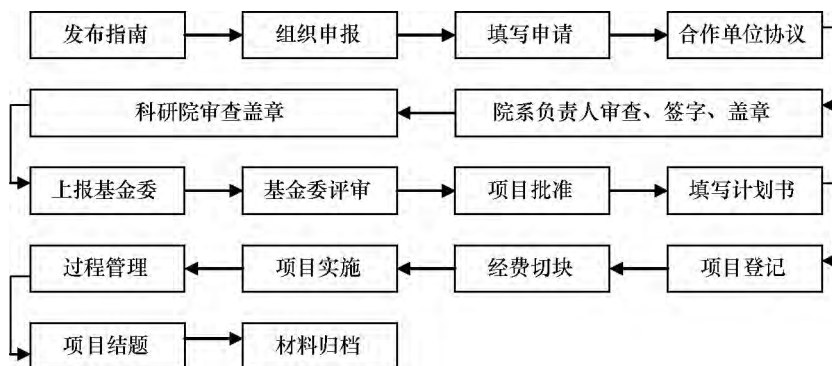 发布指南
组织申报
填写申请
合作单位协议
科研院审查盖章
院系负责人审查、签字、盖章
上报基金委
基金委评审
项目批准
填写计划书
过程管理
项目实施
经费切块
项目登记
项目结题
材料归档